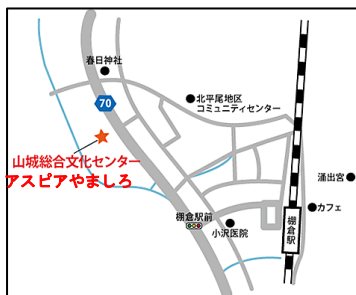 春日神社
70
北平尾地区
コミュニティセンター
山城総合文化センター
アスピアやましろ
涌出宮
カフェ
棚倉駅前
棚倉駅
小沢医院